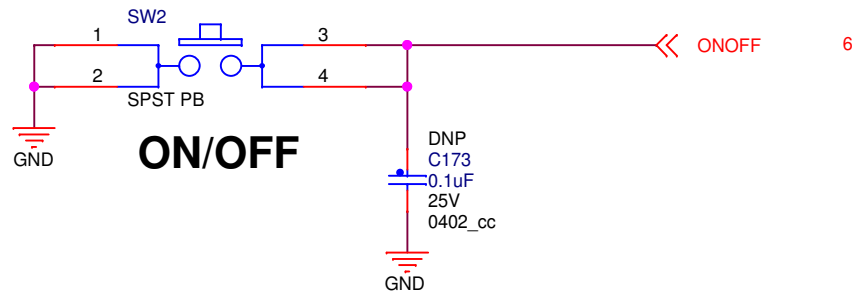 SW2
1
3
ONOFF
6
2
4
SPST PB
GND
ON/OFF
DNP
C173
0.1uF
25V
0402_cc
GND